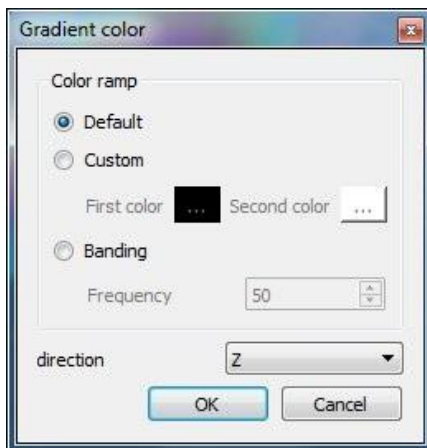 Gradient color
Color ramp
Default
Custom
First color ... Second color ...
Banding
Frequency 50
direction Z
OK Cancel